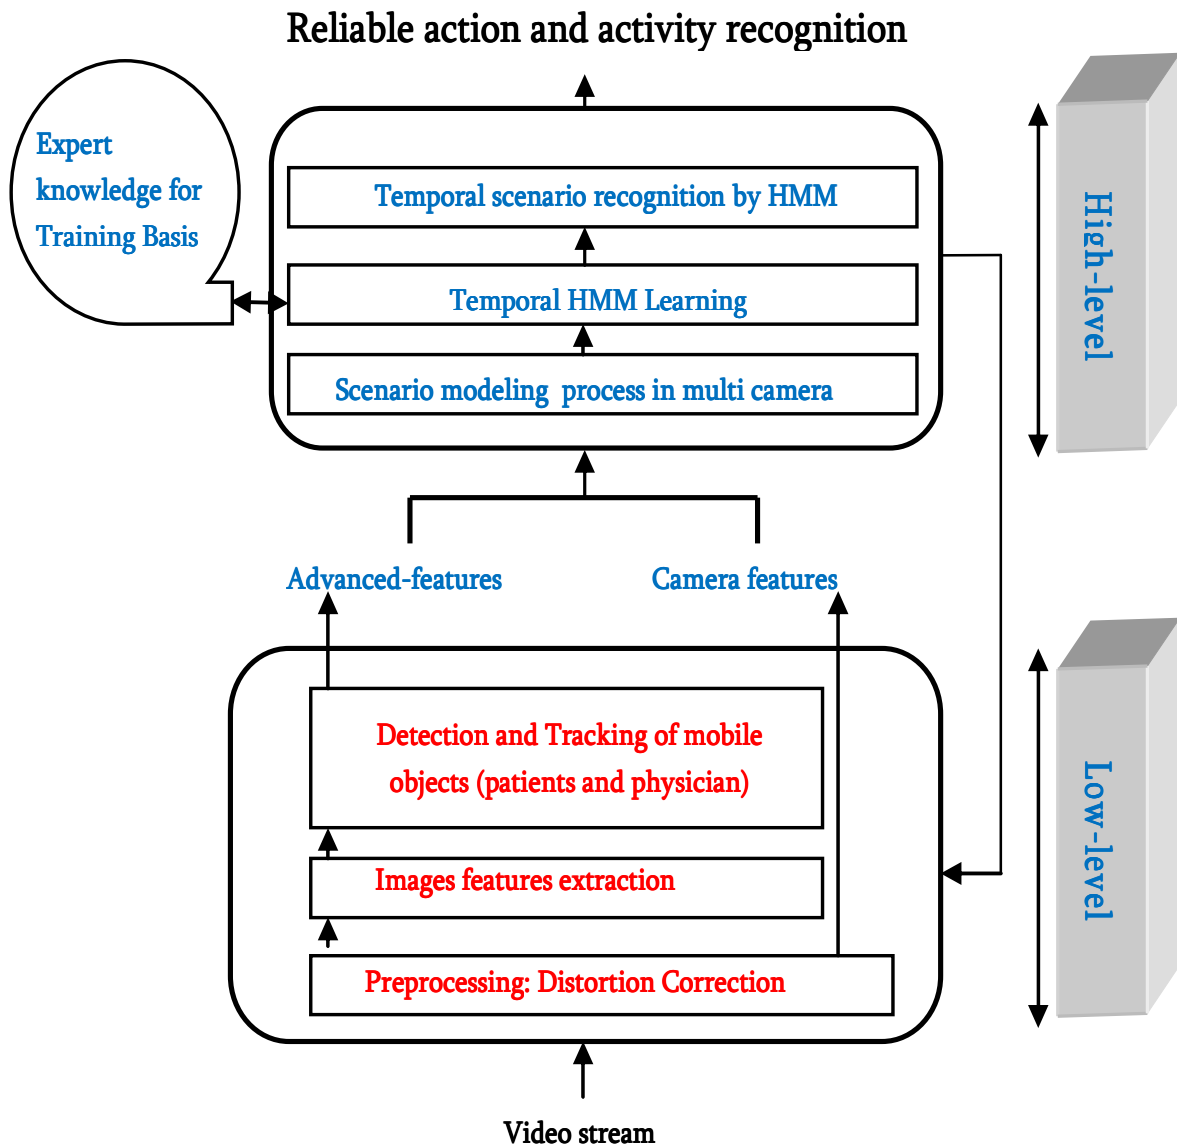 Reliable action and activity recognition
Expert
knowledge for
Training Basis
Temporal scenario recognition by HMM
Temporal HMM Learning
Scenario modeling process in multi camera
High-level
Advanced-features
Camera features
Detection and Tracking of mobile
objects (patients and physician)
Images features extraction
Preprocessing: Distortion Correction
Low-level
Video stream